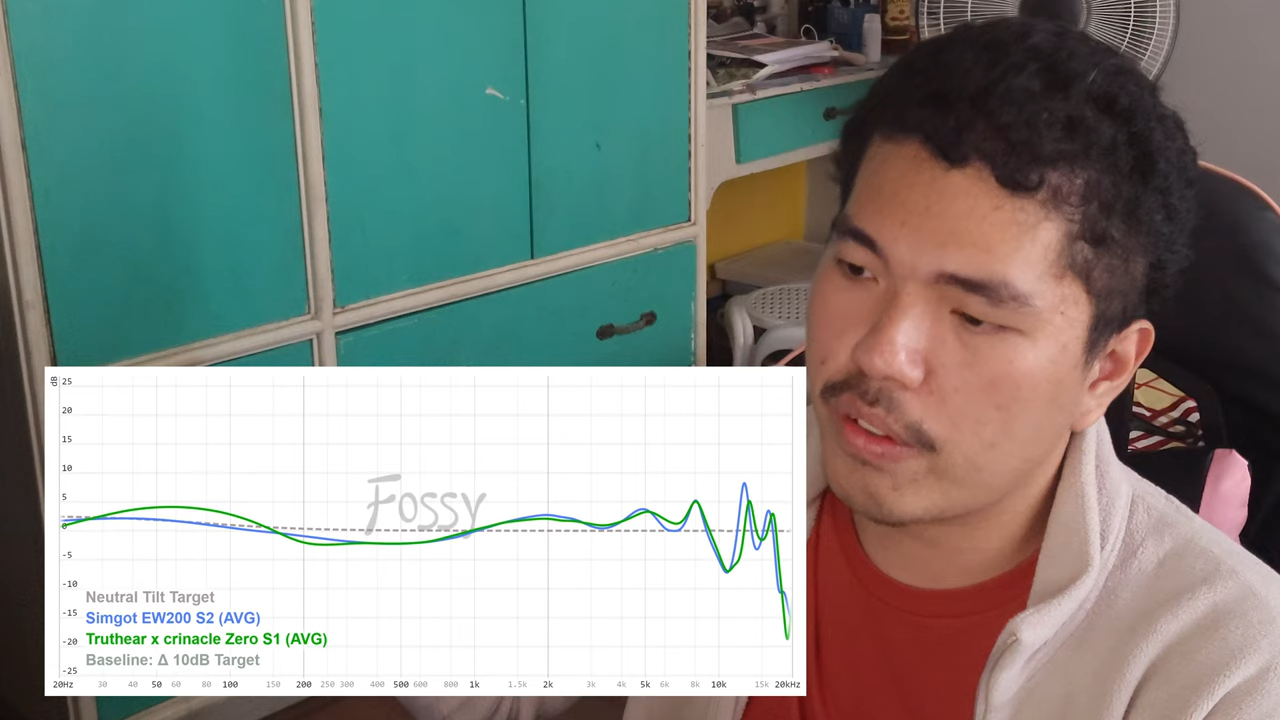 dB
25
20
15
10
5
0
-5
-10
-15
-20
-25
Fossy
Neutral Tilt Target
Simgot EW200 S2 (AVG)
Truthear x crinacle Zero S1 (AVG)
Baseline: Δ 10dB Target
20Hz 30 40 50 60 80 100 150 200 250 300 400 500 600 800 1k 1.5k 2k 3k 4k 5k 6k 8k 10k 15k 20kHz